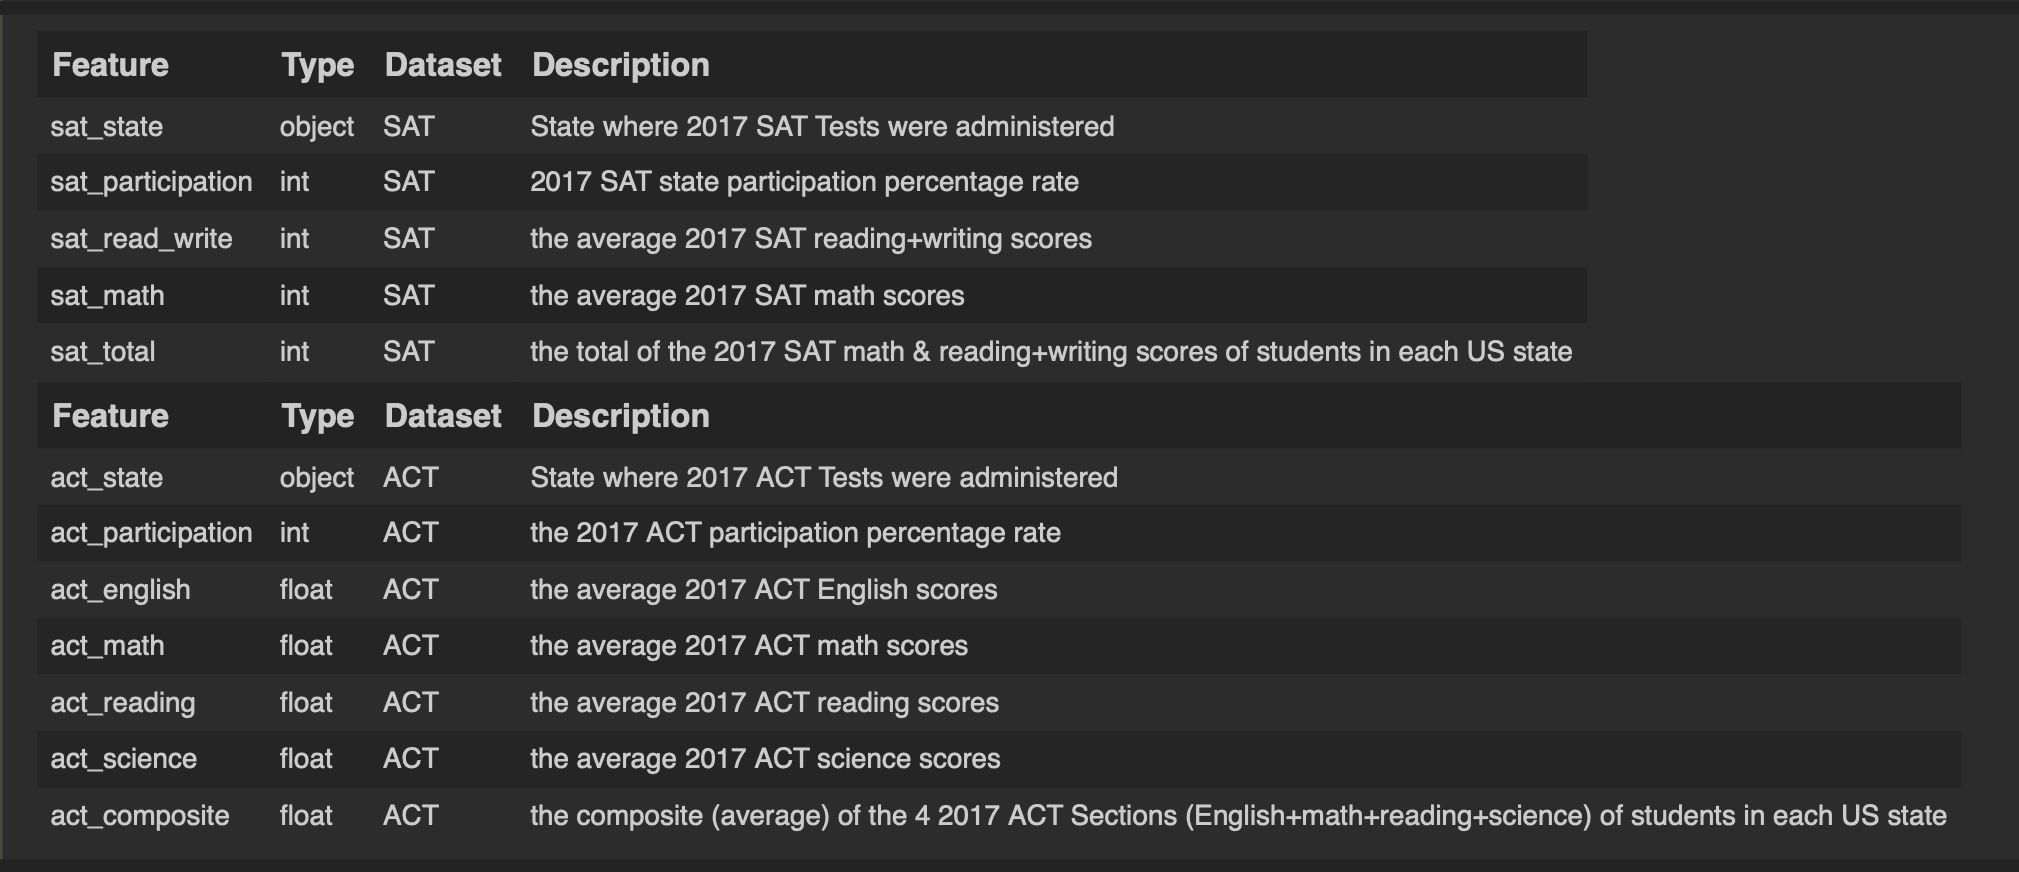 Feature Type Dataset Description
sat_state object SAT State where 2017 SAT Tests were administered
sat_participation int SAT 2017 SAT state participation percentage rate
sat_read_write int SAT the average 2017 SAT reading+writing scores
sat_math int SAT the average 2017 SAT math scores
sat_total int SAT the total of the 2017 SAT math & reading+writing scores of students in each US state
Feature Type Dataset Description
act_state object ACT State where 2017 ACT Tests were administered
act_participation int ACT the 2017 ACT participation percentage rate
act_english float ACT the average 2017 ACT English scores
act_math float ACT the average 2017 ACT math scores
act_reading float ACT the average 2017 ACT reading scores
act_science float ACT the average 2017 ACT science scores
act_composite float ACT the composite (average) of the 4 2017 ACT Sections (English+math+reading+science) of students in each US state